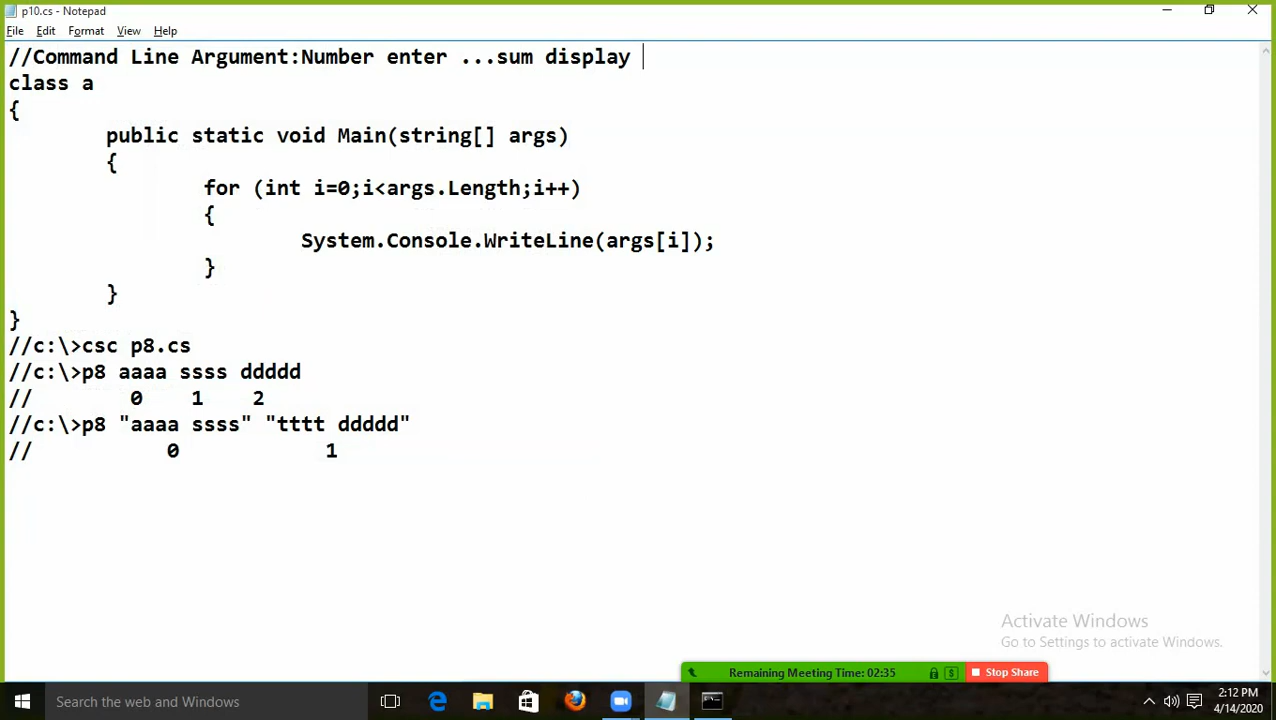 p10.cs - Notepad
File Edit Format View Help
//Command Line Argument:Number enter ...sum display
class a
{
public static void Main(string[] args)
{
for (int i=0;i<args.Length;i++)
{
System.Console.WriteLine(args[i]);
}
}
}
//c:\>csc p8.cs
//c:\>p8 aaaa ssss ddddd
// 0 1 2
//c:\>p8 "aaaa ssss" "tttt ddddd"
// 0 1
Activate Windows
Go to Settings to activate Windows.
Remaining Meeting Time: 02:35 Stop Share
Search the web and Windows
2:12 PM
4/14/2020